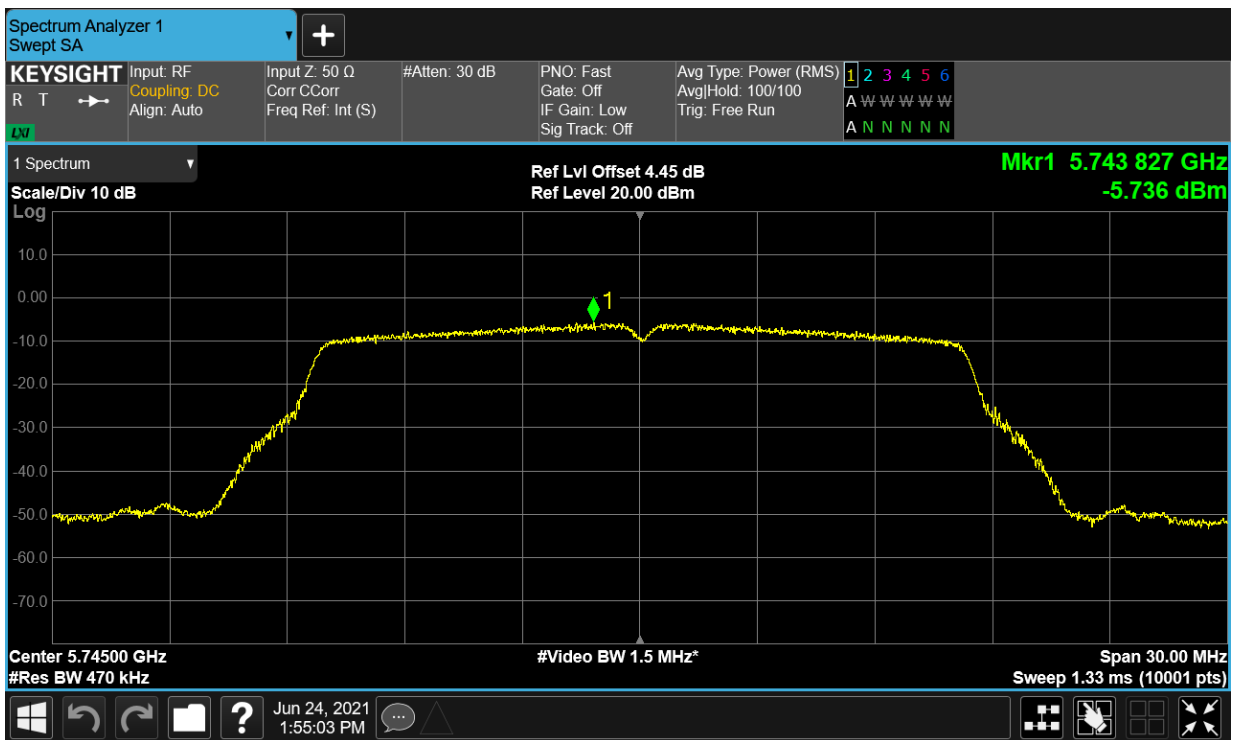 Spectrum Analyzer 1
Swept SA
KEYSIGHT
R T
LXI
Input: RF
Coupling: DC
Align: Auto
Input Z: 50 Ω
Corr CCorr
Freq Ref: Int (S)
#Atten: 30 dB
PNO: Fast
Gate: Off
IF Gain: Low
Sig Track: Off
Avg Type: Power (RMS)
Avg|Hold: 100/100
Trig: Free Run
1 2 3 4 5 6
A W W W W W
A N N N N N
1 Spectrum
Scale/Div 10 dB
Log
Ref Lvl Offset 4.45 dB
Ref Level 20.00 dBm
Mkr1 5.743 827 GHz
-5.736 dBm
10.0
0.00
1
-10.0
-20.0
-30.0
-40.0
-50.0
-60.0
-70.0
Center 5.74500 GHz
#Res BW 470 kHz
#Video BW 1.5 MHz*
Span 30.00 MHz
Sweep 1.33 ms (10001 pts)
?
Jun 24, 2021
1:55:03 PM